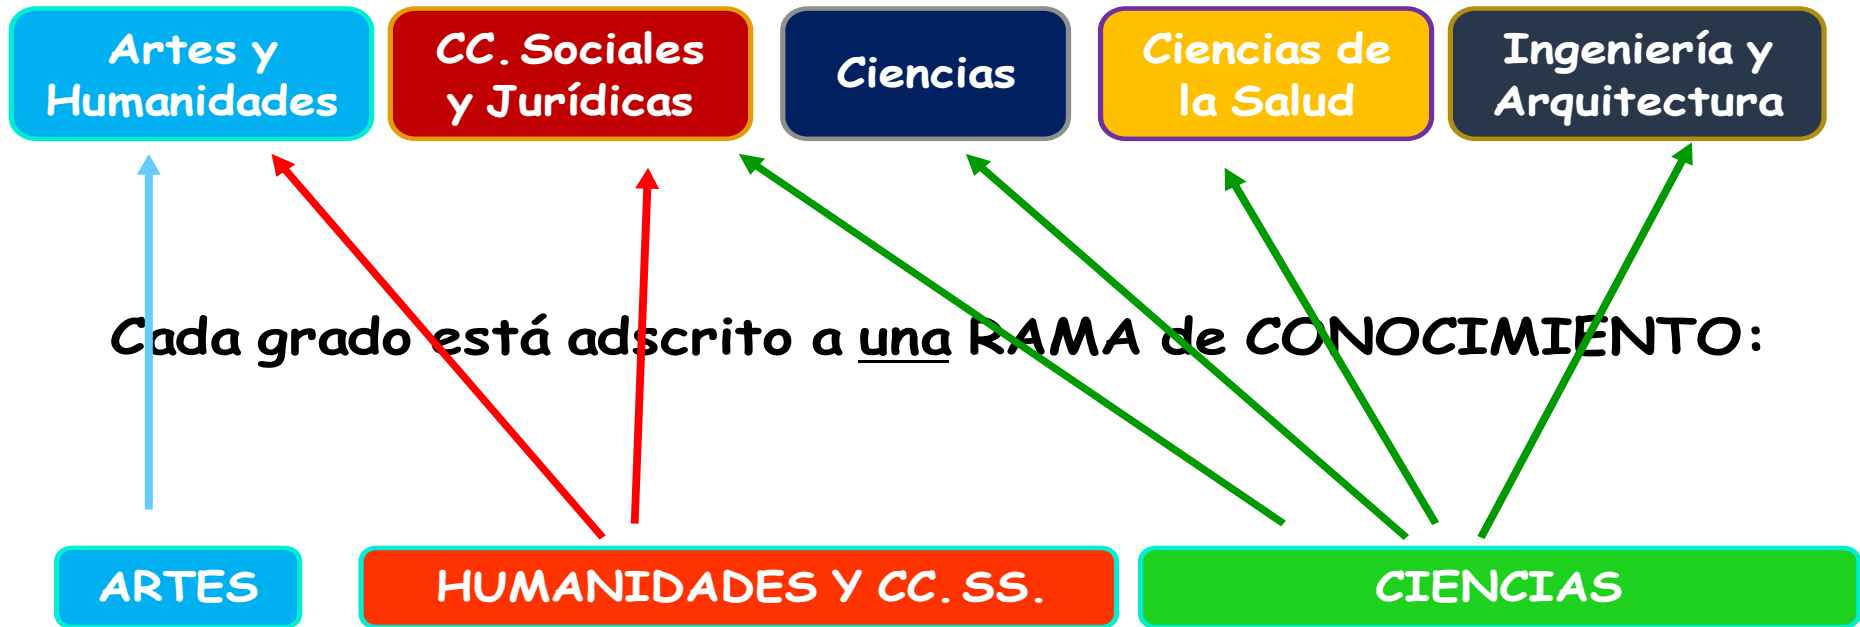 Artes y
Humanidades
CC. Sociales
y Jurídicas
Ciencias
Ciencias de
la Salud
Ingeniería y
Arquitectura
Cada grado está adscrito a una RAMA de CONOCIMIENTO:
ARTES
HUMANIDADES Y CC. SS.
CIENCIAS